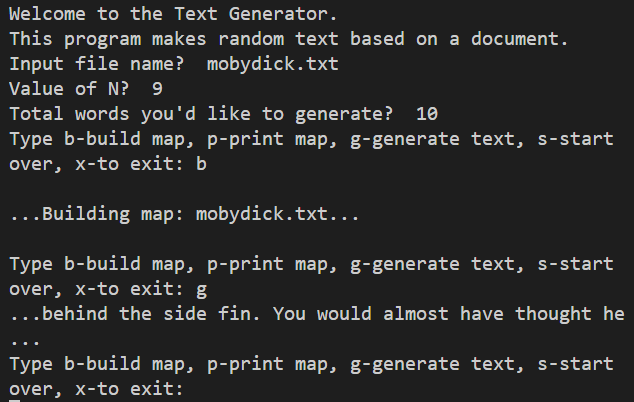 Welcome to the Text Generator.
This program makes random text based on a document.
Input file name?  mobydick.txt
Value of N?  9
Total words you'd like to generate?  10
Type b-build map, p-print map, g-generate text, s-start
over, x-to exit: b

...Building map: mobydick.txt...

Type b-build map, p-print map, g-generate text, s-start
over, x-to exit: g
...behind the side fin. You would almost have thought he
...
Type b-build map, p-print map, g-generate text, s-start
over, x-to exit: